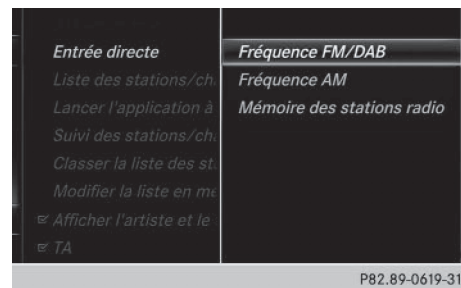 Entrée directe
Liste des stations/ch
Lancer l'application à
Suivi des stations/ch
Classer la liste des st
Modifier la liste en me
Afficher l'artiste et le
TA
Fréquence FM/DAB
Fréquence AM
Mémoire des stations radio
P82.89-0619-31